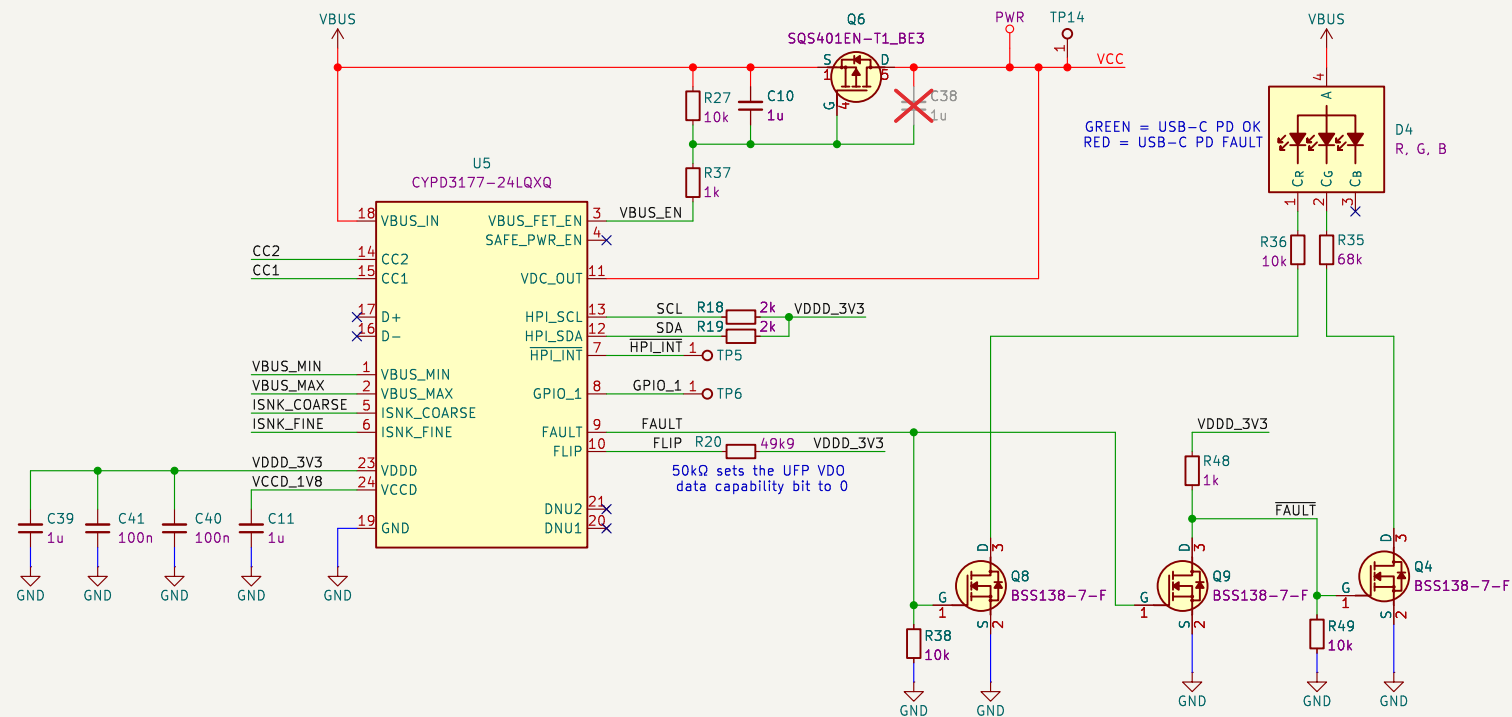 VBUS
Q6
SQS401EN-T1_BE3
S
1
D
5
G
4
PWR
TP14
1
VCC
VBUS
R27
10k
C10
1u
C38
1u
R37
1k
GREEN = USB-C PD OK
RED = USB-C PD FAULT
4
A
CR
CG
CB
D4
R, G, B
1
2
3
R36
10k
R35
68k
U5
CYPD3177-24LQXQ
18
VBUS_IN
CC2
14
CC2
CC1
15
CC1
17
D+
16
D-
VBUS_MIN
1
VBUS_MIN
VBUS_MAX
2
VBUS_MAX
ISNK_COARSE
5
ISNK_COARSE
ISNK_FINE
6
ISNK_FINE
VDDD_3V3
23
VDDD
VCCD_1V8
24
VCCD
19
GND
VBUS_FET_EN
3
VBUS_EN
SAFE_PWR_EN
4
VDC_OUT
11
HPI_SCL
13
SCL
R18
2k
VDDD_3V3
HPI_SDA
12
SDA
R19
2k
HPI_INT
7
HPI_INT
1
TP5
GPIO_1
8
GPIO_1
1
TP6
FAULT
9
FAULT
FLIP
10
FLIP
R20
49k9
VDDD_3V3
50kΩ sets the UFP VDO
data capability bit to 0
DNU2
21
DNU1
20
C39
1u
C41
100n
C40
100n
C11
1u
GND
GND
GND
GND
GND
VDDD_3V3
R48
1k
FAULT
D
3
G
1
S
2
Q8
BSS138-7-F
R38
10k
GND
GND
D
3
G
1
S
2
Q9
BSS138-7-F
GND
D
3
G
1
S
2
Q4
BSS138-7-F
R49
10k
GND
GND